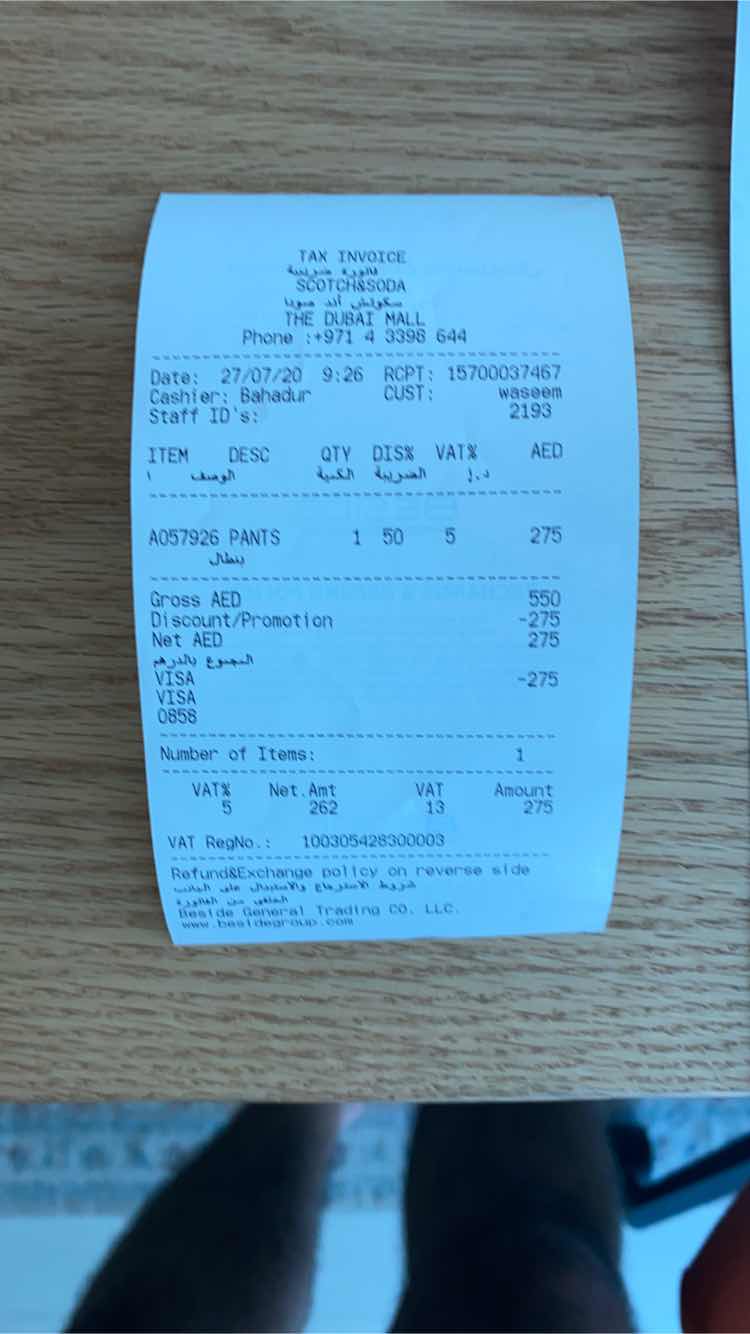 TAX INVOICE
فاتورة ضريبية
SCOTCH&SODA
سكوتش أند صودا
THE DUBAI MALL
Phone :+971 4 3398 644
Date: 27/07/20 9:26 RCPT: 15700037467
Cashier: Bahadur CUST: waseem
Staff ID's: 2193
ITEM DESC QTY DIS% VAT% AED
ا الوصف الكمية الضريبة د.إ
A057926 PANTS 1 50 5 275
بنطال
Gross AED 550
Discount/Promotion -275
Net AED 275
المجموع بالدرهم
VISA -275
VISA
0858
Number of Items: 1
VAT% Net.Amt VAT Amount
5 262 13 275
VAT RegNo.: 100305428300003
Refund&Exchange policy on reverse side
شروط الاسترجاع والاستبدال على الجانب
الخلفي من الفاتورة
Beside General Trading CO. LLC.
www.besidegroup.com